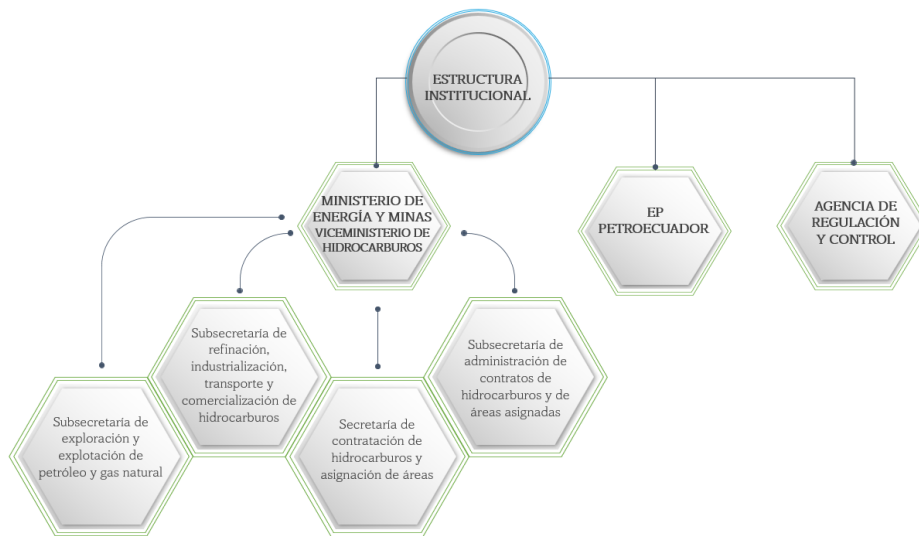 ESTRUCTURA
INSTITUCIONAL
MINISTERIO DE
ENERGÍA Y MINAS
VICEMINISTERIO DE
HIDROCARBUROS
EP
PETROECUADOR
AGENCIA DE
REGULACIÓN
Y CONTROL
Subsecretaría de
exploración y
explotación de
petróleo y gas natural
Subsecretaría de
refinación,
industrialización,
transporte y
comercialización de
hidrocarburos
Secretaría de
contratación de
hidrocarburos y
asignación de áreas
Subsecretaría de
administración de
contratos de
hidrocarburos y de
áreas asignadas